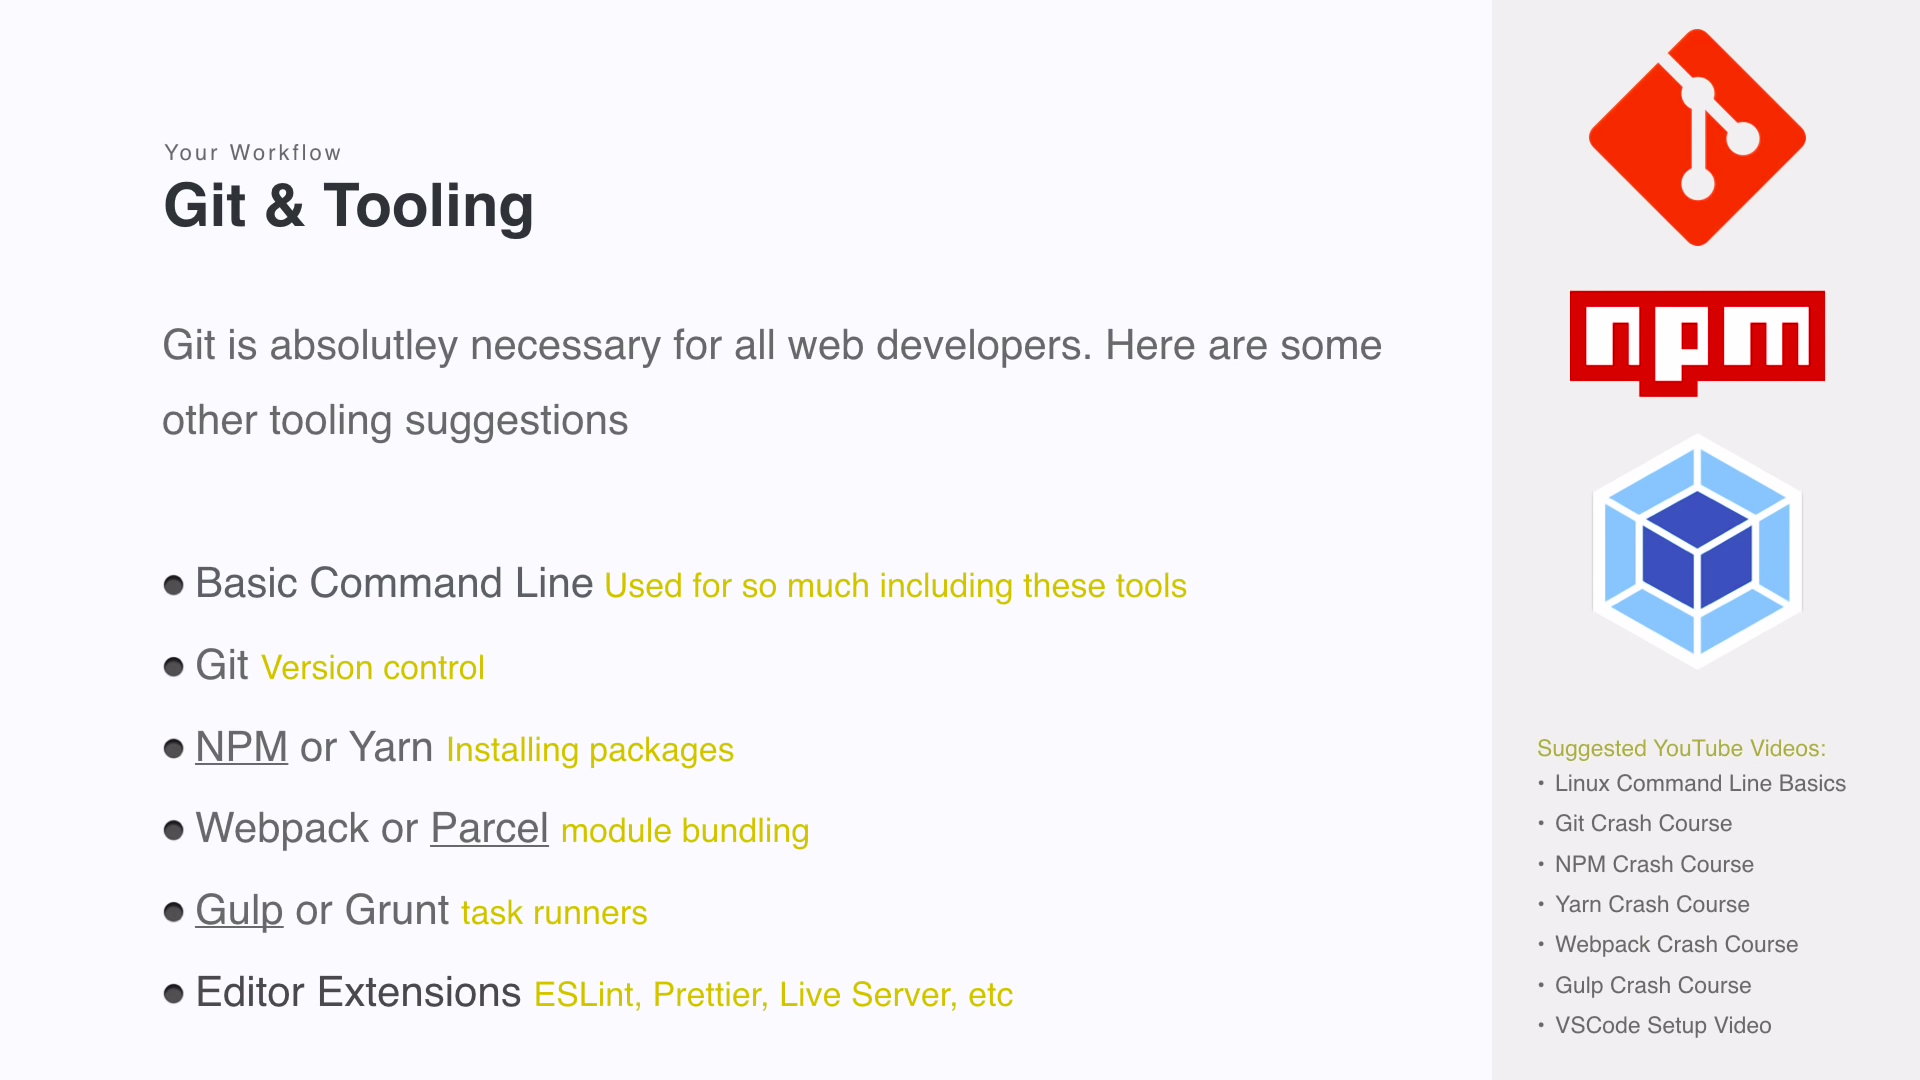 Your Workflow
Git & Tooling
Git is absolutley necessary for all web developers. Here are some
other tooling suggestions
Basic Command Line Used for so much including these tools
Git Version control
NPM or Yarn Installing packages
Webpack or Parcel module bundling
Gulp or Grunt task runners
Editor Extensions ESLint, Prettier, Live Server, etc
npm
Suggested YouTube Videos:
• Linux Command Line Basics
• Git Crash Course
• NPM Crash Course
• Yarn Crash Course
• Webpack Crash Course
• Gulp Crash Course
• VSCode Setup Video